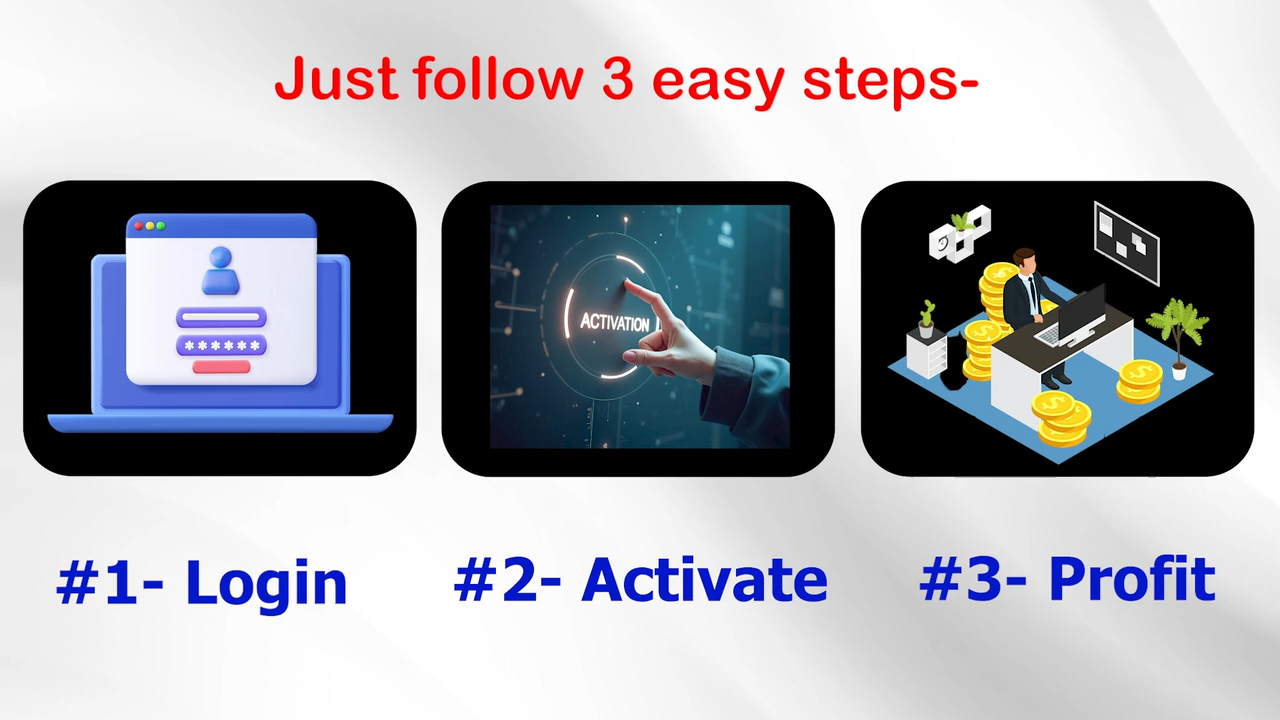 Just follow 3 easy steps-
ACTIVATION
#1- Login
#2- Activate
#3- Profit